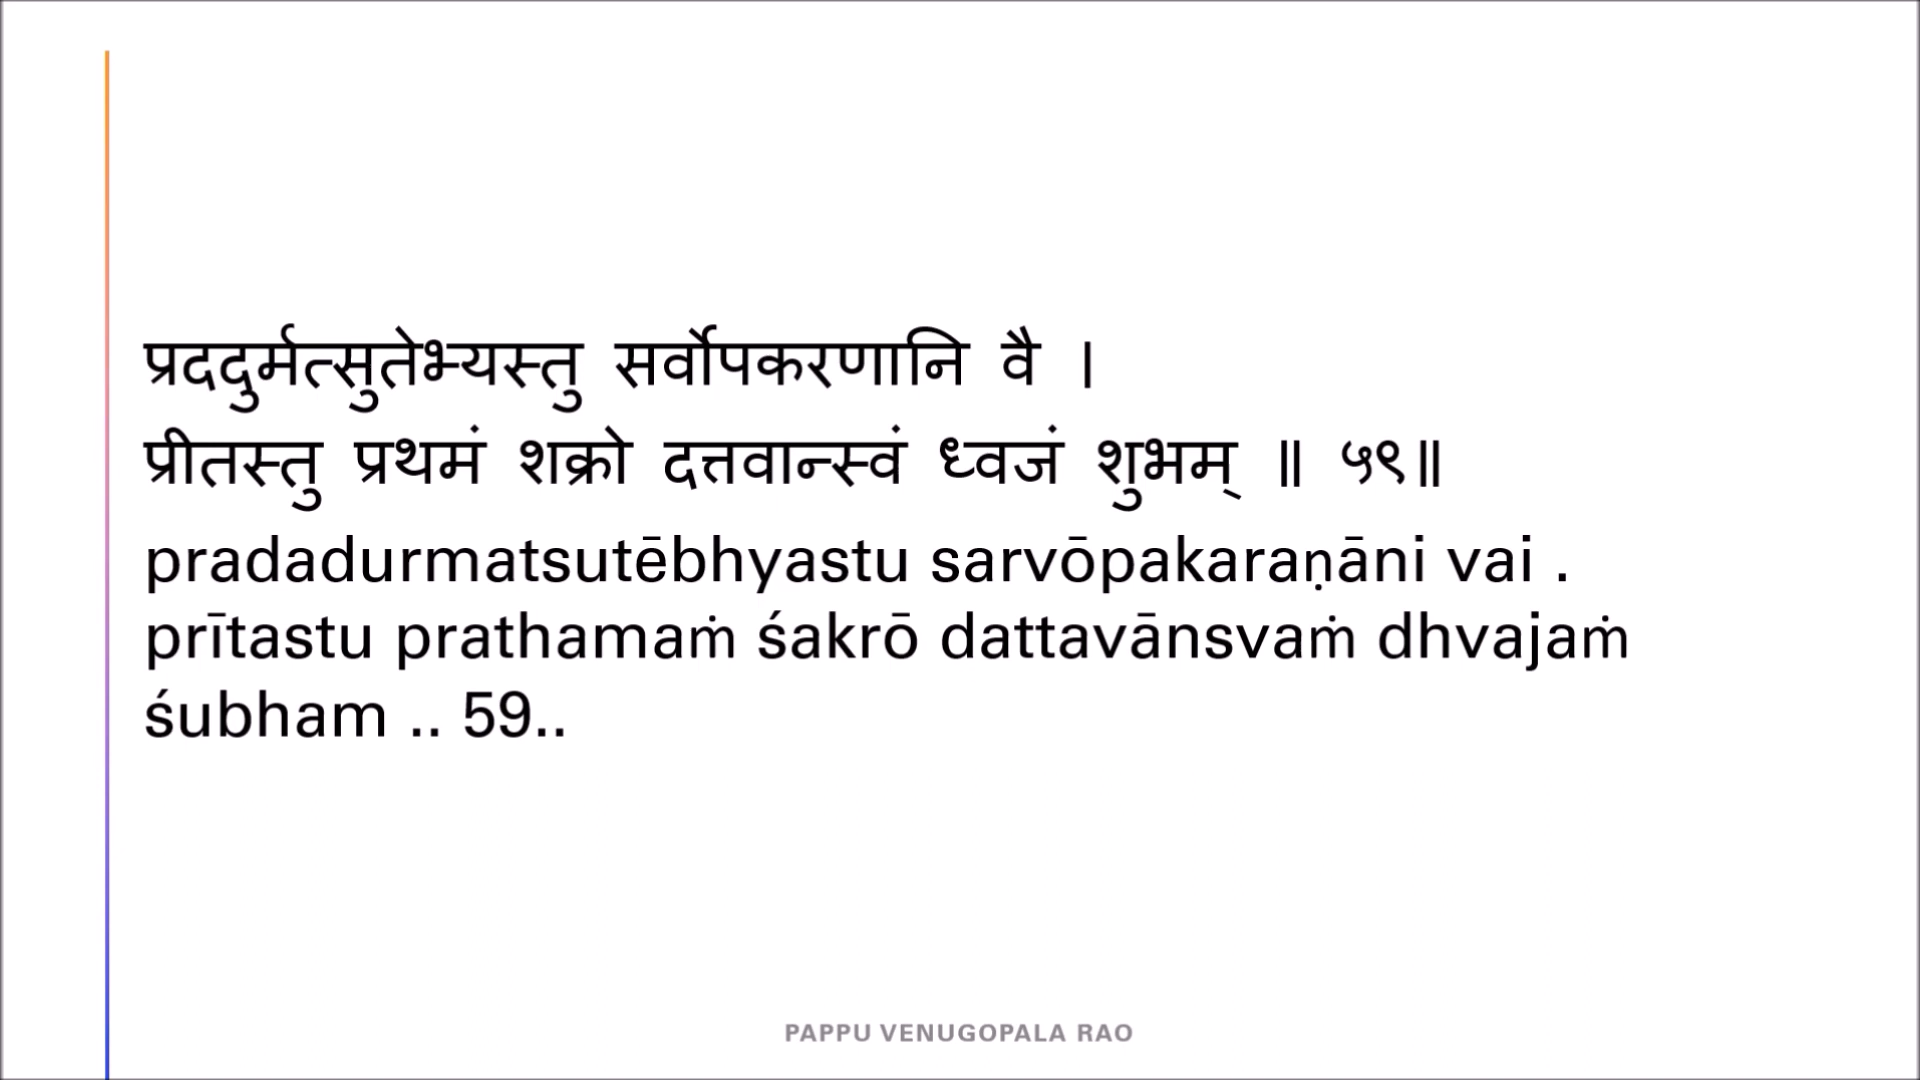 प्रददुर्मत्सुतेभ्यस्तु सर्वोपकरणानि वै ।
प्रीतस्तु प्रथमं शक्रो दत्तवान्स्वं ध्वजं शुभम् ॥ ५९॥
pradadurmatsutēbhyastu sarvōpakaraṇāni vai .
prītastu prathamaṁ śakrō dattavānsvaṁ dhvajaṁ
śubham .. 59..
PAPPU VENUGOPALA RAO